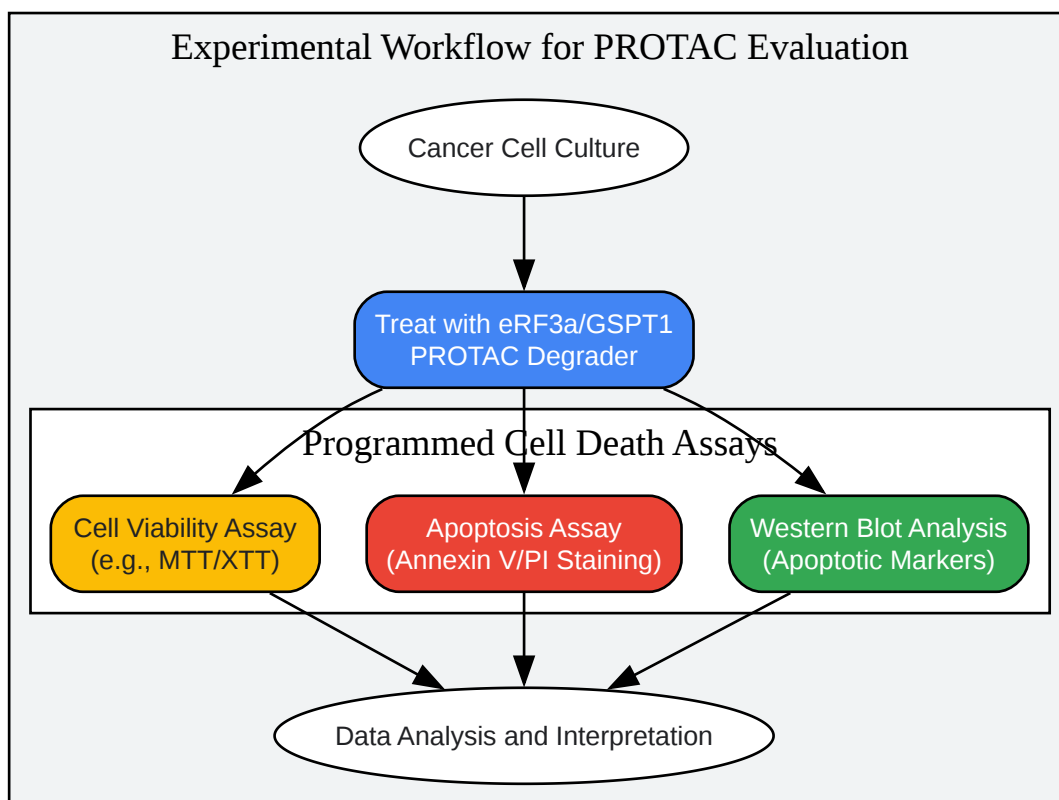 Experimental Workflow for PROTAC Evaluation
Cancer Cell Culture
Treat with eRF3a/GSPT1
PROTAC Degrader
Programmed Cell Death Assays
Cell Viability Assay
(e.g., MTT/XTT)
Apoptosis Assay
(Annexin V/PI Staining)
Western Blot Analysis
(Apoptotic Markers)
Data Analysis and Interpretation